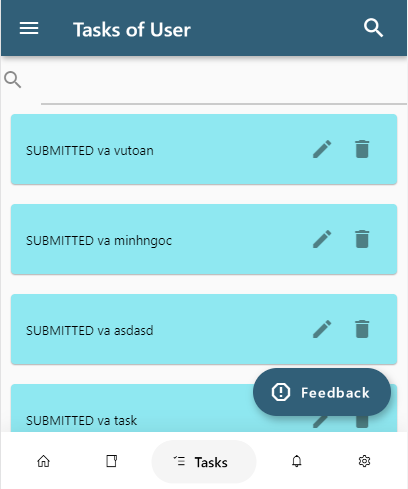 Tasks of User
SUBMITTED va vutoan
SUBMITTED va minhngoc
SUBMITTED va asdasd
Feedback
SUBMITTED va task
Tasks